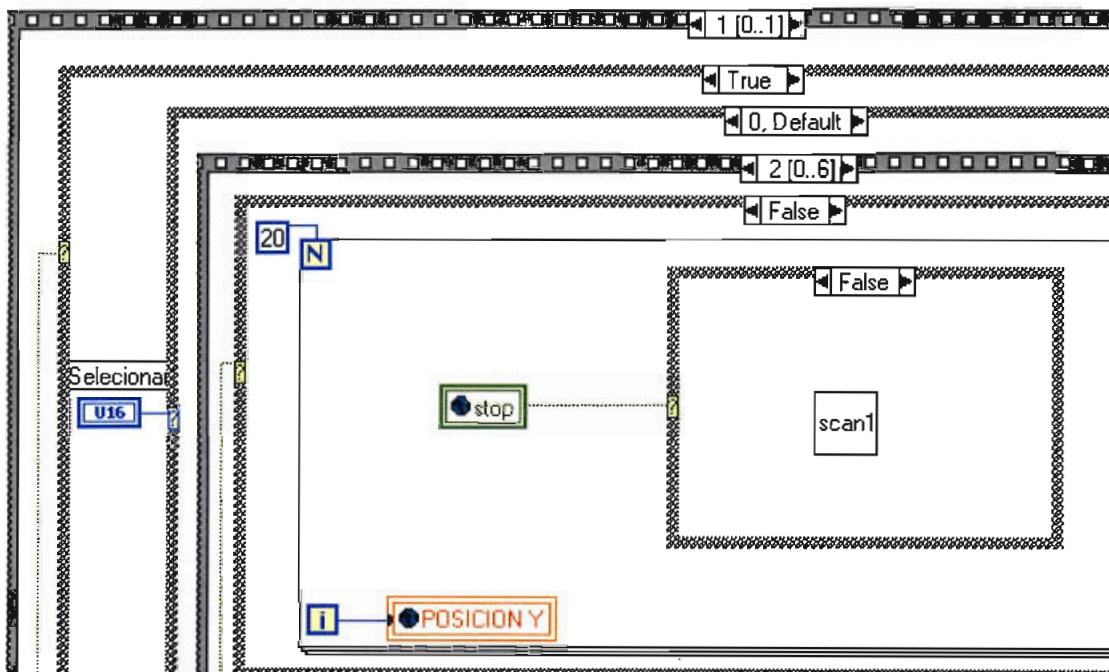 1 [0..1]
True
0, Default
2 [0..6]
False
20
N
False
Selecionar
U16
stop
scan1
i
POSICION Y